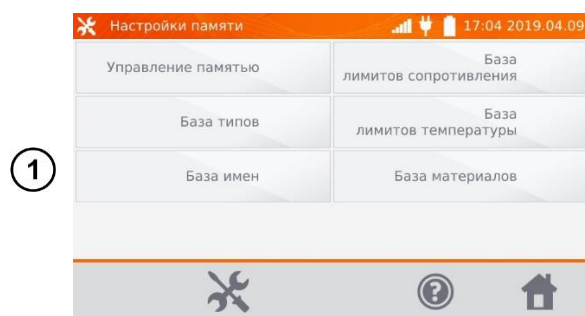 Настройки памяти
17:04 2019.04.09
Управление памятью
База
лимитов сопротивления
База типов
База
лимитов температуры
1
База имен
База материалов
?